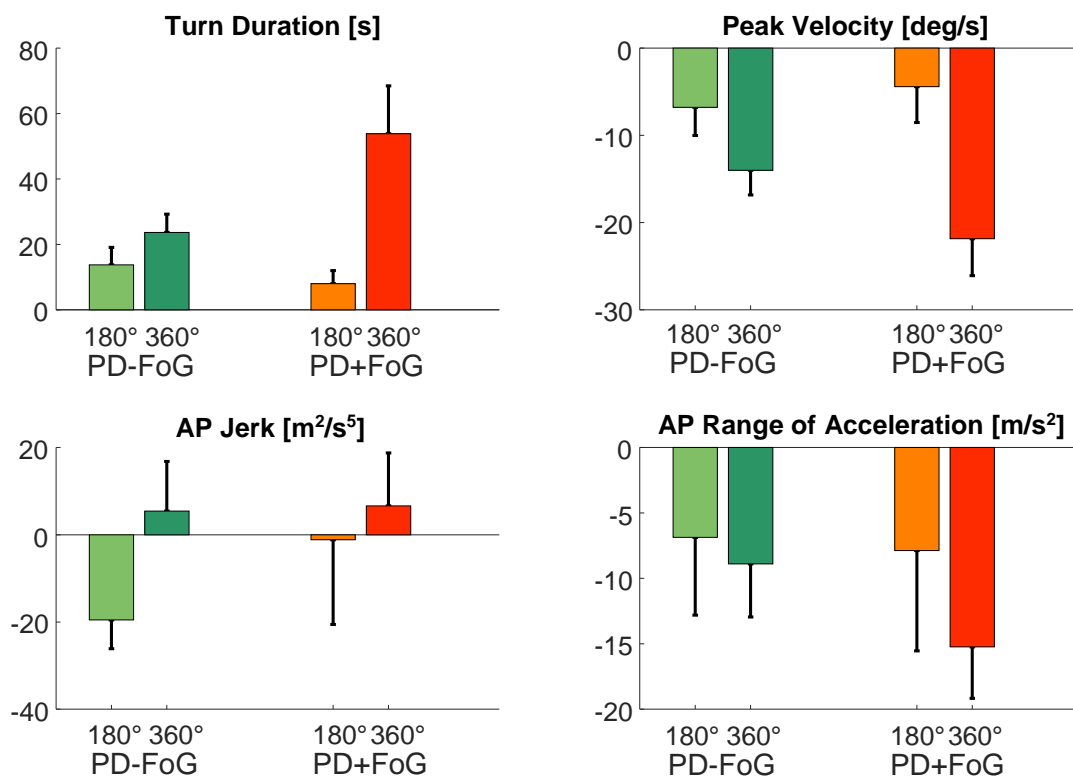 Turn Duration [s]
80
60
40
20
0
180° 360°
PD-FoG
180° 360°
PD+FoG
Peak Velocity [deg/s]
0
-10
-20
-30
180° 360°
PD-FoG
180° 360°
PD+FoG
AP Jerk [m²/s⁵]
20
0
-20
-40
180° 360°
PD-FoG
180° 360°
PD+FoG
AP Range of Acceleration [m/s²]
0
-5
-10
-15
-20
180° 360°
PD-FoG
180° 360°
PD+FoG